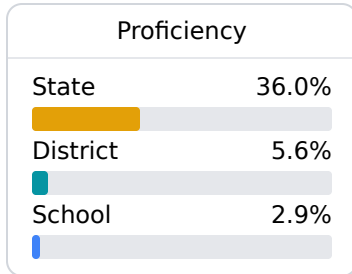 Proficiency
State 36.0%
District 5.6%
School 2.9%